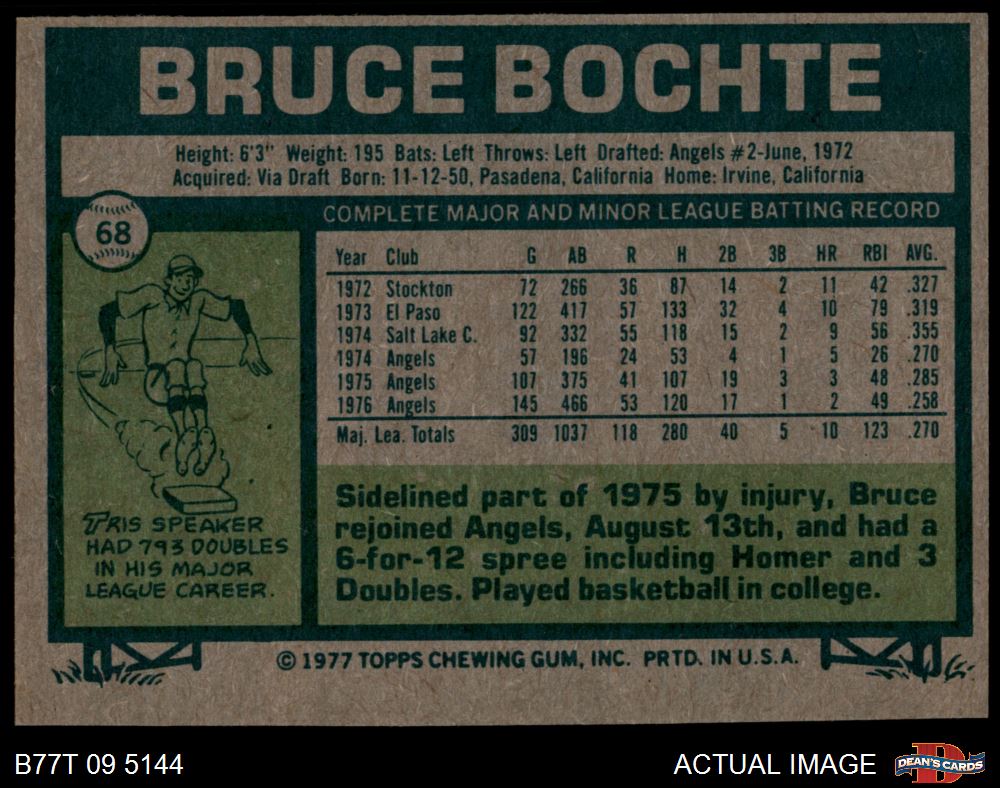 BRUCE BOCHTE
Height: 6'3" Weight: 195 Bats: Left Throws: Left Drafted: Angels #2-June, 1972
Acquired: Via Draft Born: 11-12-50, Pasadena, California Home: Irvine, California
68
COMPLETE MAJOR AND MINOR LEAGUE BATTING RECORD
Year Club G AB R H 2B 3B HR RBI AVG.
1972 Stockton 72 266 36 87 14 2 11 42 .327
1973 El Paso 122 417 57 133 32 4 10 79 .319
1974 Salt Lake C. 92 332 55 118 15 2 9 56 .355
1974 Angels 57 196 24 53 4 1 5 26 .270
1975 Angels 107 375 41 107 19 3 3 48 .285
1976 Angels 145 466 53 120 17 1 2 49 .258
Maj. Lea. Totals 309 1037 118 280 40 5 10 123 .270
TRIS SPEAKER
HAD 793 DOUBLES
IN HIS MAJOR
LEAGUE CAREER.
Sidelined part of 1975 by injury, Bruce
rejoined Angels, August 13th, and had a
6-for-12 spree including Homer and 3
Doubles. Played basketball in college.
© 1977 TOPPS CHEWING GUM, INC. PRTD. IN U.S.A.
B77T 09 5144
ACTUAL IMAGE
D
DEAN'S CARDS